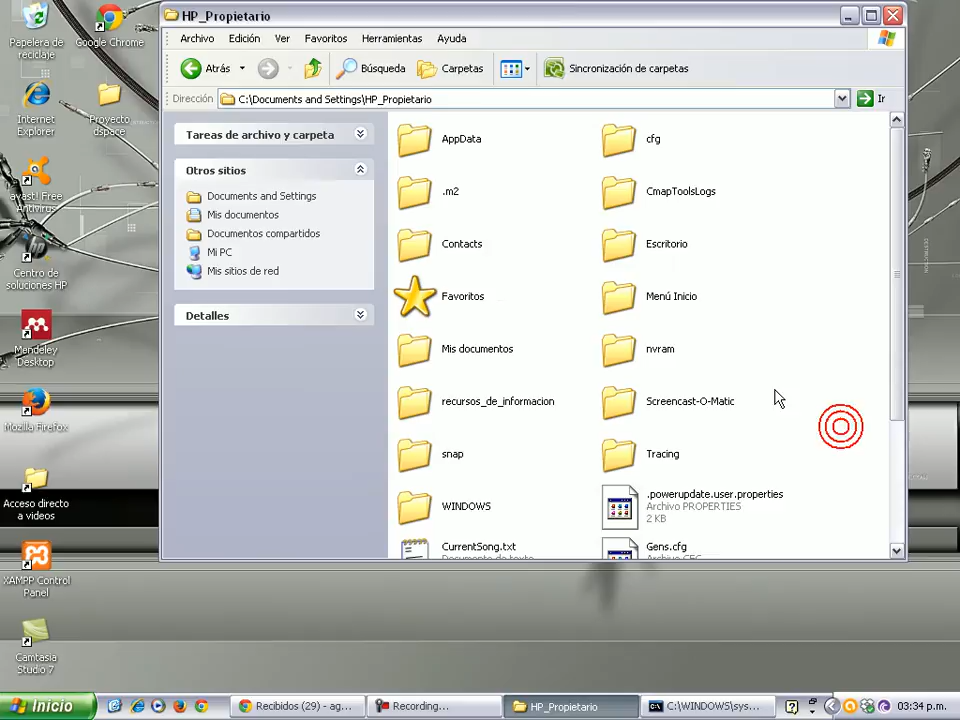 HP_Propietario
Archivo Edición Ver Favoritos Herramientas Ayuda
Atrás Búsqueda Carpetas Sincronización de carpetas
Dirección C:\Documents and Settings\HP_Propietario Ir
Papelera de
reciclaje
Google Chrome
Internet
Explorer
Proyecto
dspace
avast! Free
Antivirus
Centro de
soluciones HP
Mendeley
Desktop
Mozilla Firefox
Acceso directo
a videos
XAMPP Control
Panel
Camtasia
Studio 7
Tareas de archivo y carpeta
Otros sitios
Documents and Settings
Mis documentos
Documentos compartidos
Mi PC
Mis sitios de red
Detalles
AppData
cfg
.m2
CmapToolsLogs
Contacts
Escritorio
Favoritos
Menú Inicio
Mis documentos
nvram
recursos_de_informacion
Screencast-O-Matic
snap
Tracing
WINDOWS
.powerupdate.user.properties
Archivo PROPERTIES
2 KB
CurrentSong.txt
Documento de texto
Gens.cfg
Archivo CFG
Inicio
Recibidos (29) - ag...
Recording...
HP_Propietario
C:\WINDOWS\sys...
03:34 p.m.